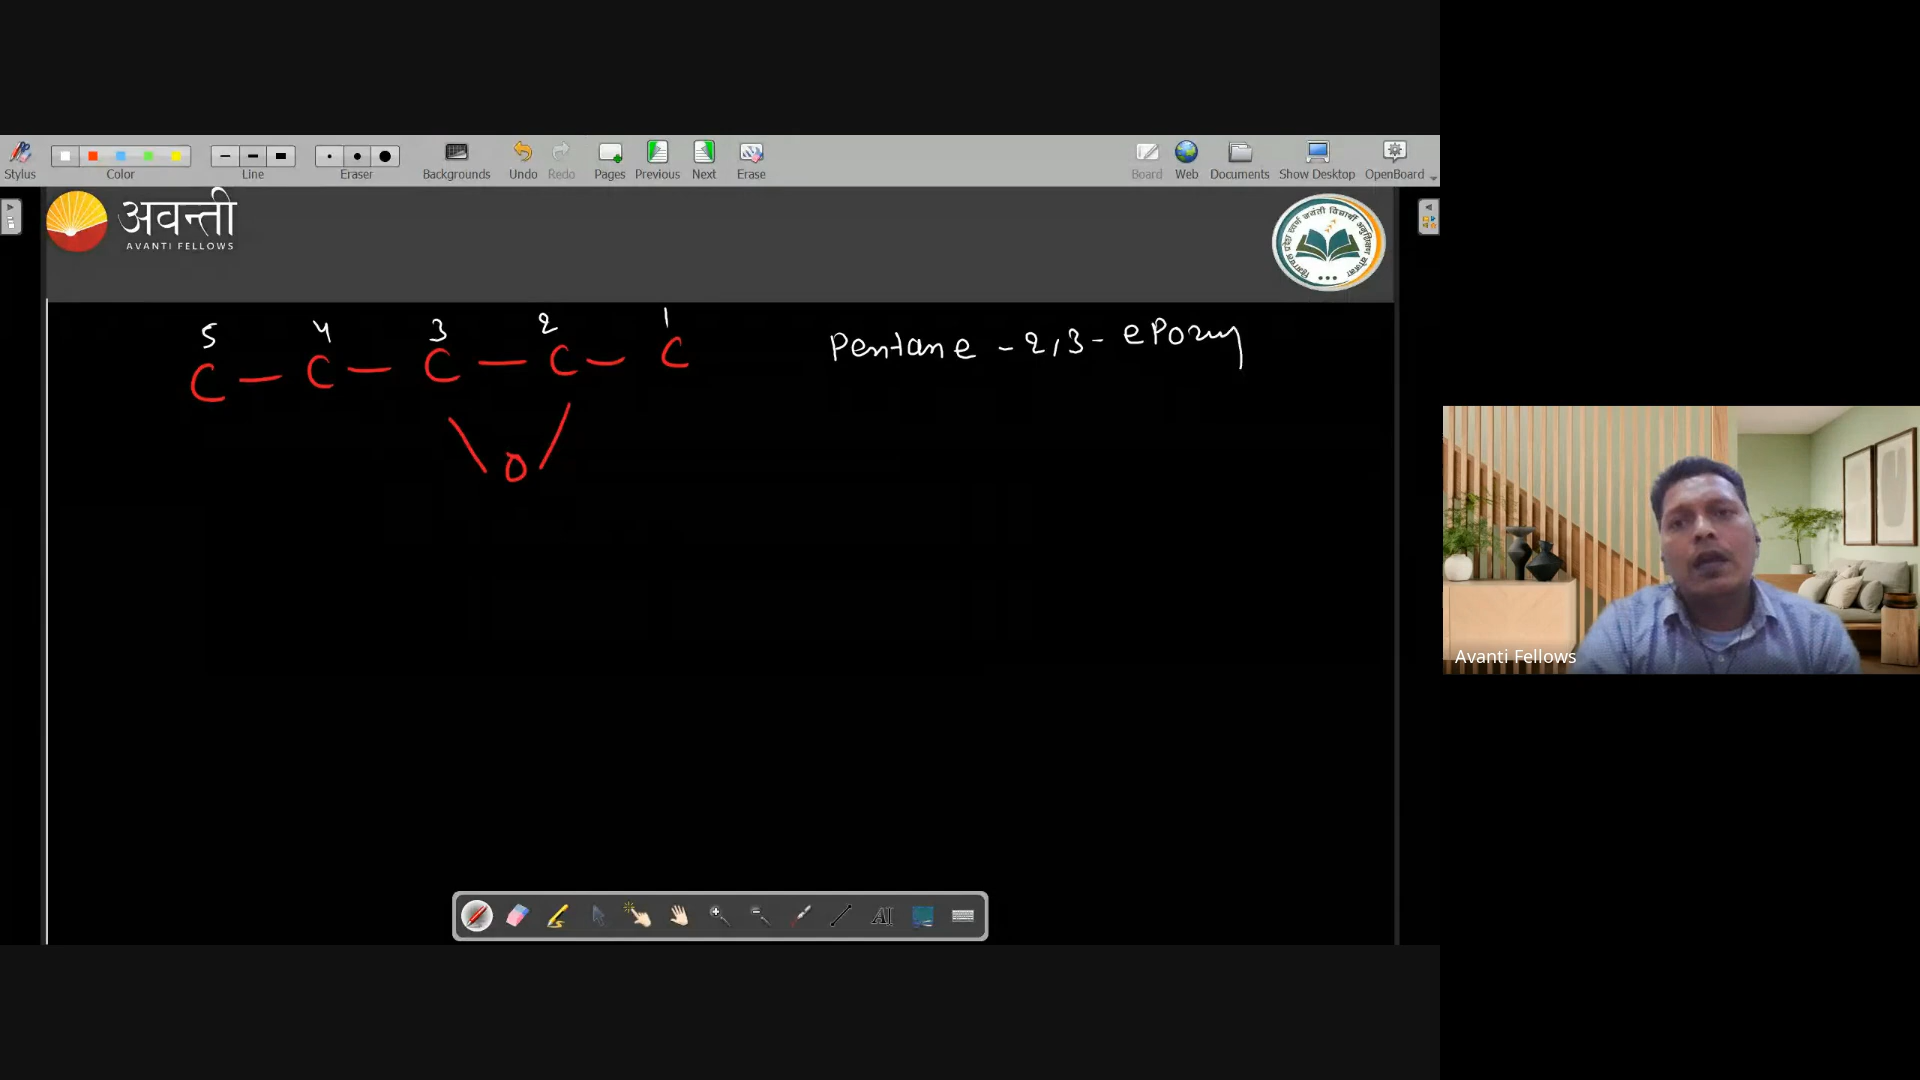 Stylus Color Line Eraser Backgrounds Undo Redo Pages Previous Next Erase Board Web Documents Show Desktop OpenBoard
अवन्ती
AVANTI FELLOWS
5 4 3 2 1
C — C — C — C — C
Pentane - 2,3 - epoxy
O
Avanti Fellows